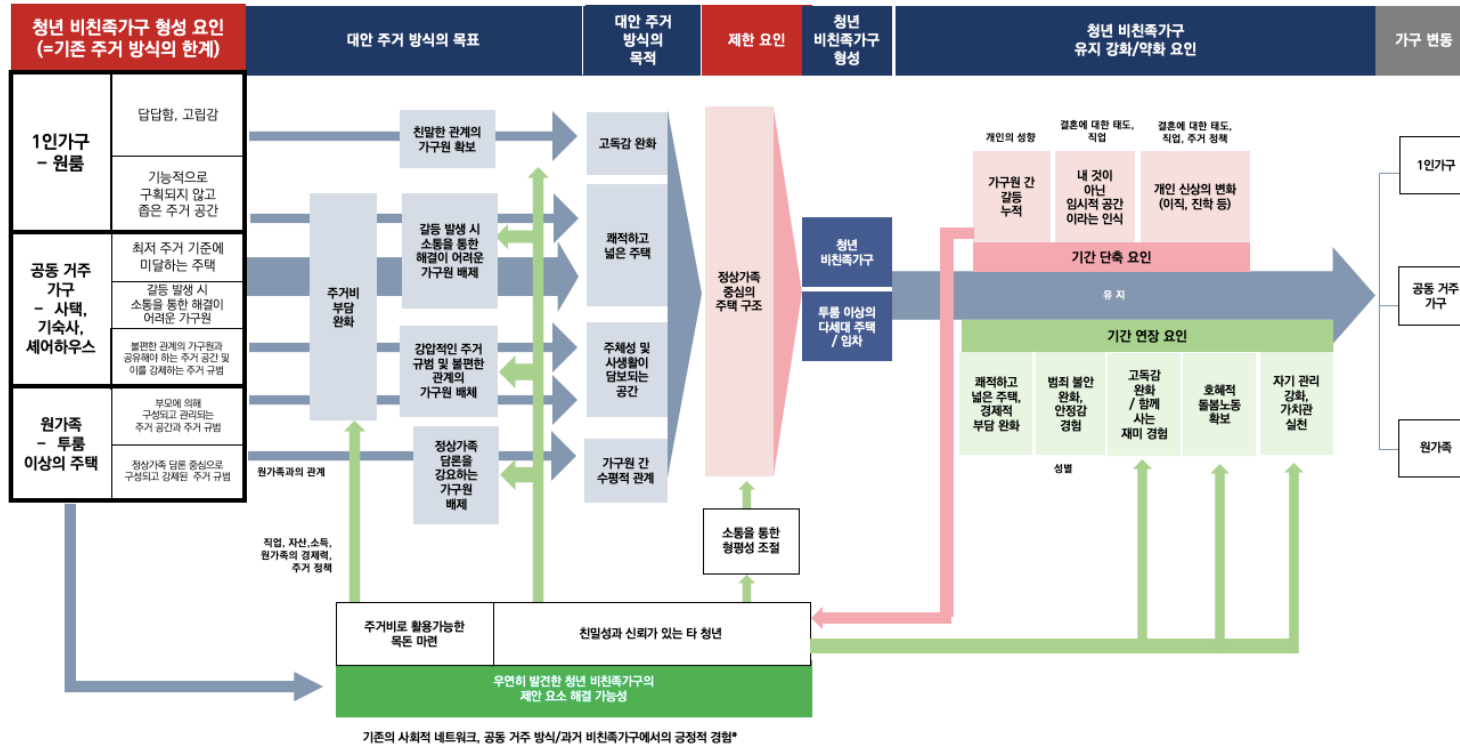 청년 비친족가구 형성 요인
(=기존 주거 방식의 한계)
대안 주거 방식의 목표
대안 주거
방식의
목적
제한 요인
청년
비친족가구
형성
청년 비친족가구
유지 강화/약화 요인
가구 변동
1인가구
– 원룸
답답함, 고립감
기능적으로
구획되지 않고
좁은 주거 공간
공동 거주
가구
– 사택,
기숙사,
셰어하우스
최저 주거 기준에
미달하는 주택
갈등 발생 시
소통을 통한 해결이
어려운 가구원
불편한 관계의 가구원과
공유해야 하는 주거 공간 및
이를 강제하는 주거 규범
원가족
– 투룸
이상의 주택
부모에 의해
구성되고 관리되는
주거 공간과 주거 규범
정상가족 담론 중심으로
구성되고 강제된 주거 규범
주거비
부담
완화
친말한 관계의
가구원 확보
갈등 발생 시
소통을 통한
해결이 어려운
가구원 배제
강압적인 주거
규범 및 불편한
관계의
가구원 배체
정상가족
담론을
강요하는
가구원
배제
원가족과의 관계
직업, 자산,소득,
원가족의 경제력,
주거 정책
고독감 완화
쾌적하고
넓은 주택
주체성 및
사생활이
담보되는
공간
가구원 간
수평적 관계
정상가족
중심의
주택 구조
소통을 통한
형평성 조절
청년
비친족가구
투룸 이상의
다세대 주택
/ 임차
개인의 성향
결혼에 대한 태도,
직업
결혼에 대한 태도,
직업, 주거 정책
가구원 간
갈등
누적
내 것이
아닌
임시적 공간
이라는 인식
개인 신상의 변화
(이직, 진학 등)
기간 단축 요인
유 지
기간 연장 요인
쾌적하고
넓은 주택,
경제적
부담 완화
범죄 불안
완화,
안정감
경험
고독감
완화
/ 함께
사는
재미 경험
호혜적
돌봄노동
확보
자기 관리
강화,
가치관
실천
성별
1인가구
공동 거주
가구
원가족
주거비로 활용가능한
목돈 마련
친밀성과 신뢰가 있는 타 청년
우연히 발견한 청년 비친족가구의
제안 요소 해결 가능성
기존의 사회적 네트워크, 공동 거주 방식/과거 비친족가구에서의 긍정적 경험*